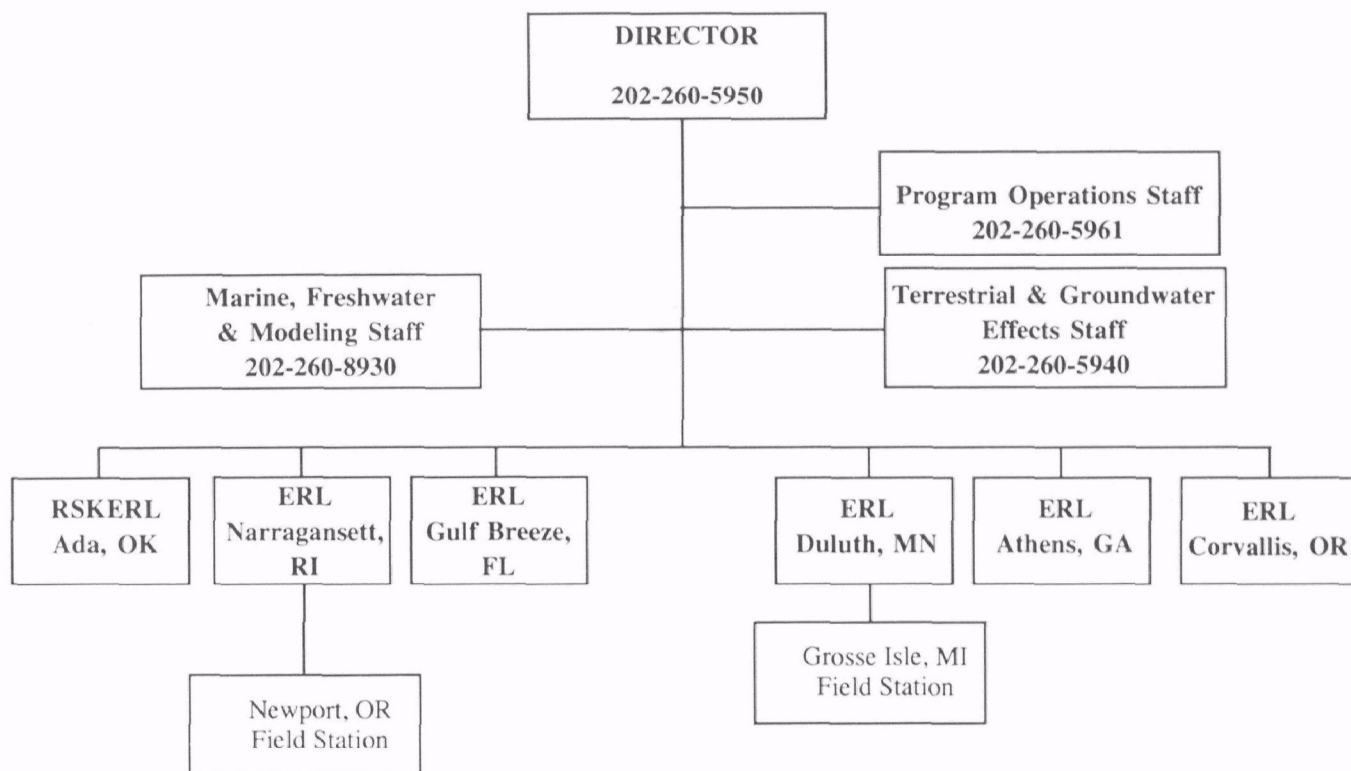 DIRECTOR
202-260-5950
Program Operations Staff
202-260-5961
Marine, Freshwater
& Modeling Staff
202-260-8930
Terrestrial & Groundwater
Effects Staff
202-260-5940
RSKERL
Ada, OK
ERL
Narragansett,
RI
ERL
Gulf Breeze,
FL
ERL
Duluth, MN
ERL
Athens, GA
ERL
Corvallis, OR
Newport, OR
Field Station
Grosse Isle, MI
Field Station